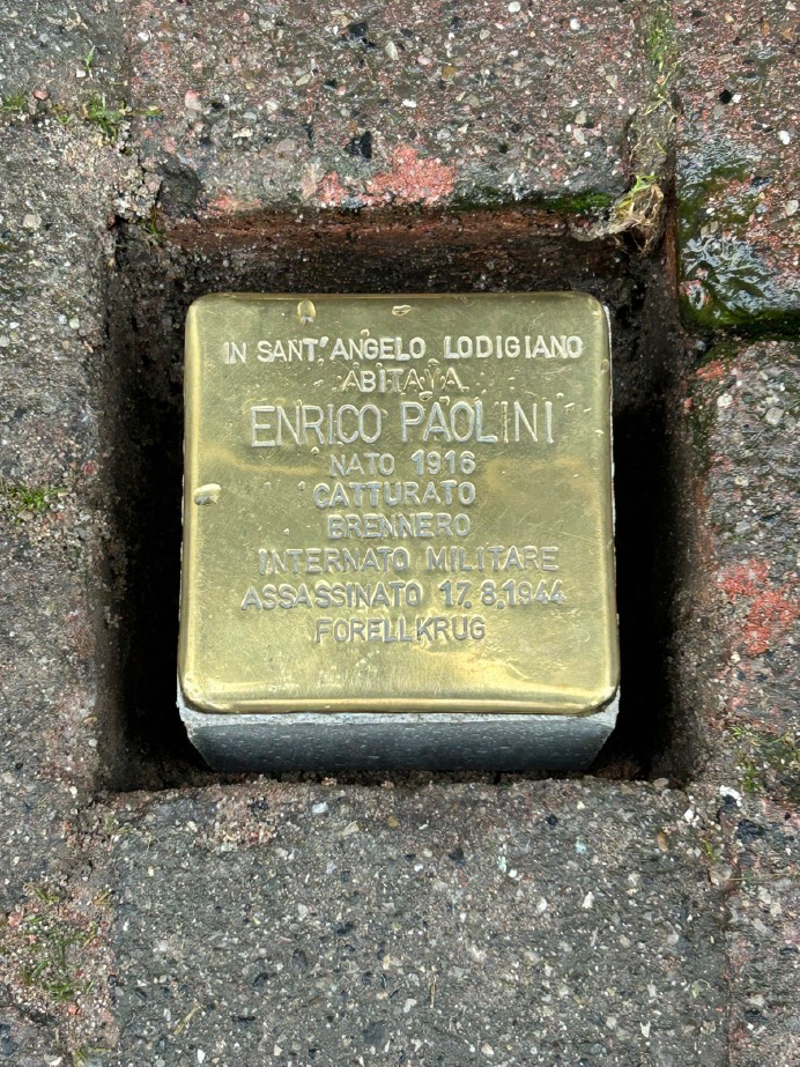 IN SANT'ANGELO LODIGIANO
ABITAVA
ENRICO PAOLINI
NATO 1916
CATTURATO
BRENNERO
INTERNATO MILITARE
ASSASSINATO 17.8.1944
FORELLKRUG